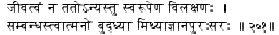 जीवत्वं न ततोऽन्यस्तु स्वरूपेण विलक्षणः ।
सम्बन्धस्त्वात्मनो बुद्ध्या मिथ्याज्ञानपुरःसरः ॥ २०१॥